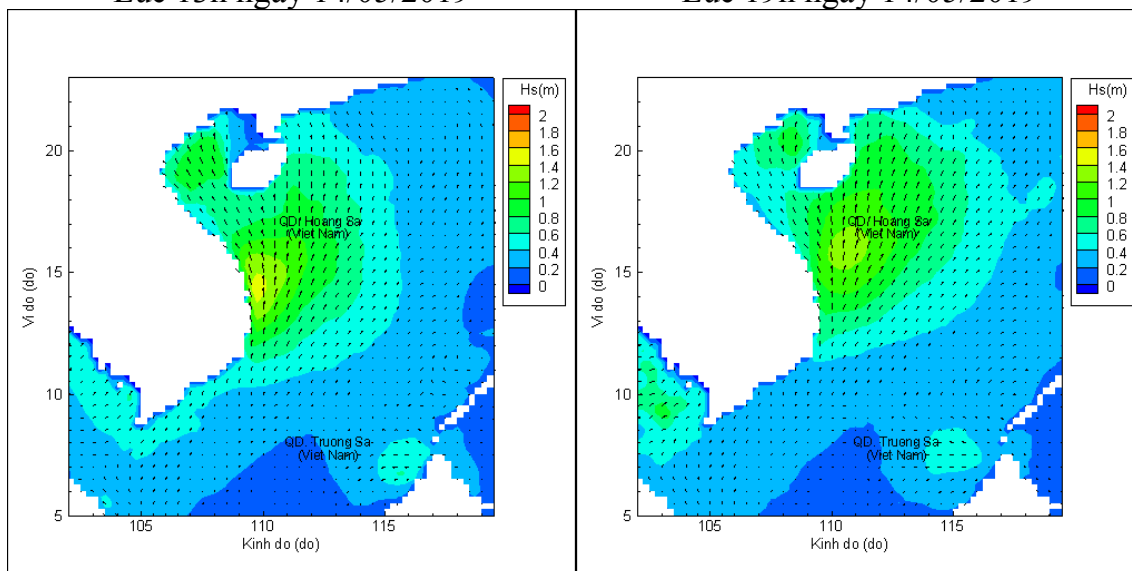 Hs(m)
2
1.8
1.6
1.4
1.2
1
0.8
0.6
0.4
0.2
0
20
15
10
5
Vi do (do)
QD. Hoang Sa
(Viet Nam)
QD. Truong Sa
(Viet Nam)
105
110
115
Kinh do (do)
Hs(m)
2
1.8
1.6
1.4
1.2
1
0.8
0.6
0.4
0.2
0
20
15
10
5
Vi do (do)
QD. Hoang Sa
(Viet Nam)
QD. Truong Sa
(Viet Nam)
105
110
115
Kinh do (do)